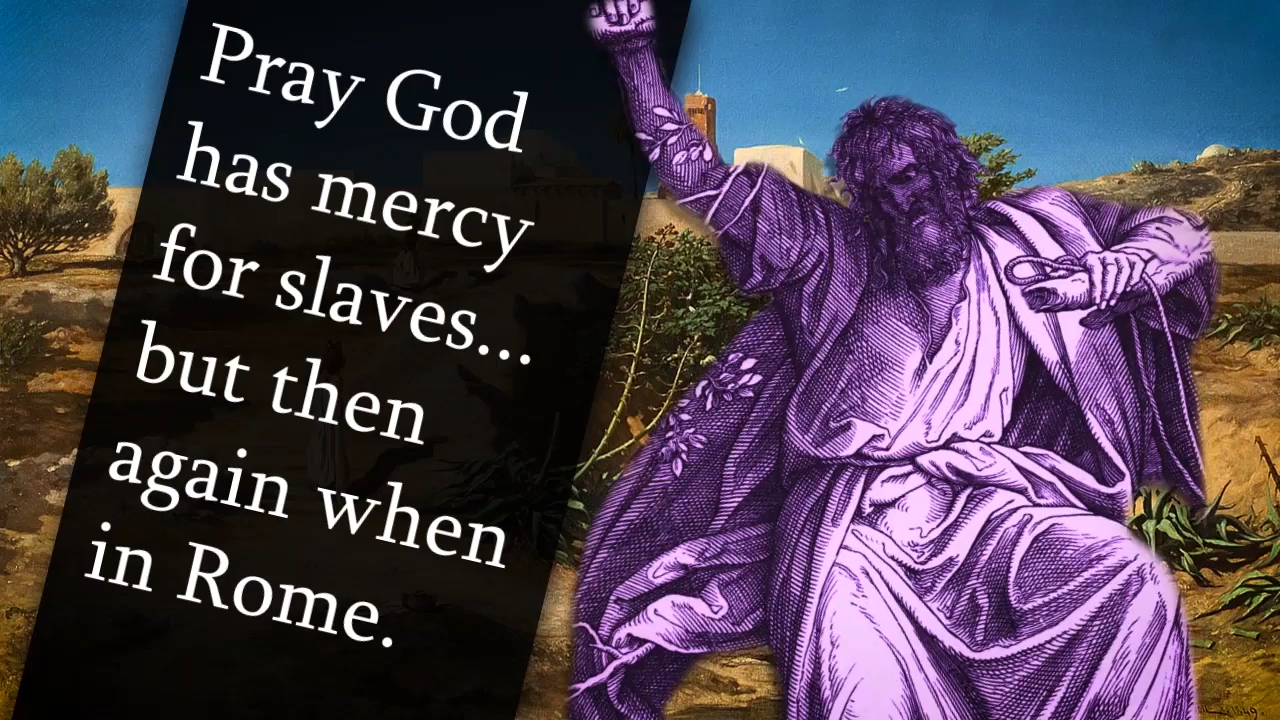 Pray God
has mercy
for slaves...
but then
again when
in Rome.